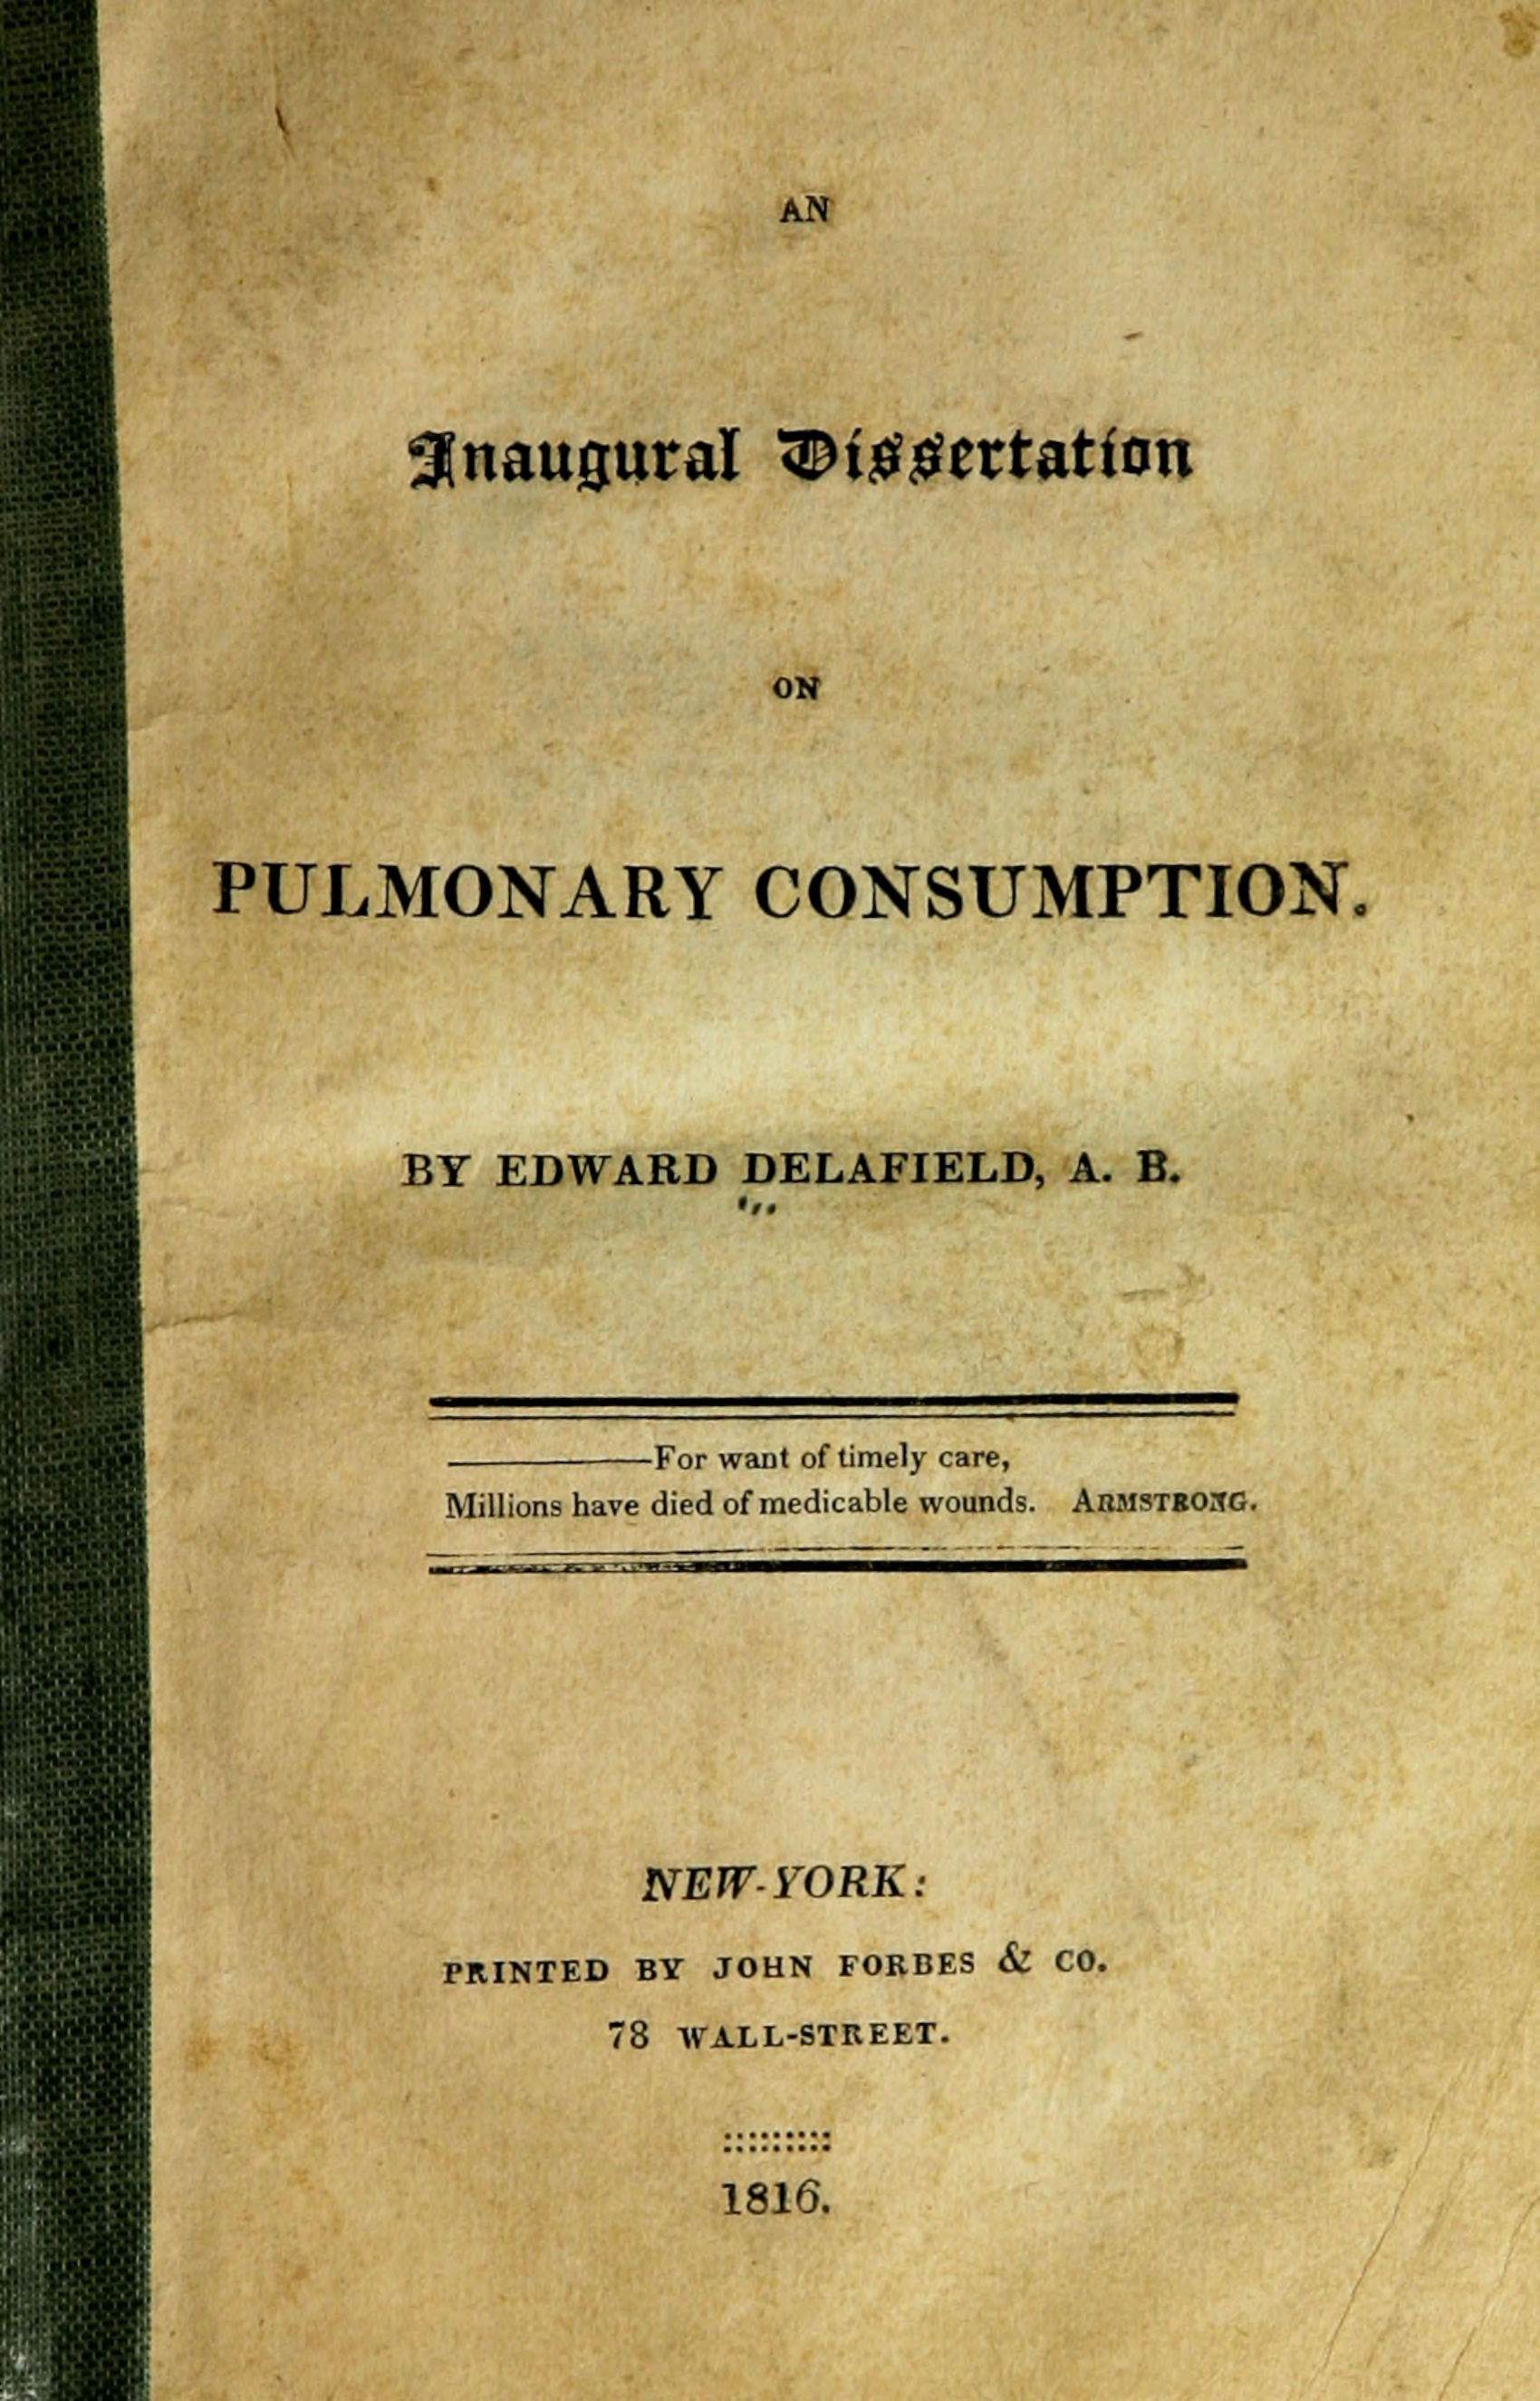 AN
Inaugural Dissertation
ON
PULMONARY CONSUMPTION.
BY EDWARD DELAFIELD, A. B.
————For want of timely care,
Millions have died of medicable wounds. ARMSTRONG.
NEW-YORK:
PRINTED BY JOHN FORBES & CO.
78 WALL-STREET.
1816.